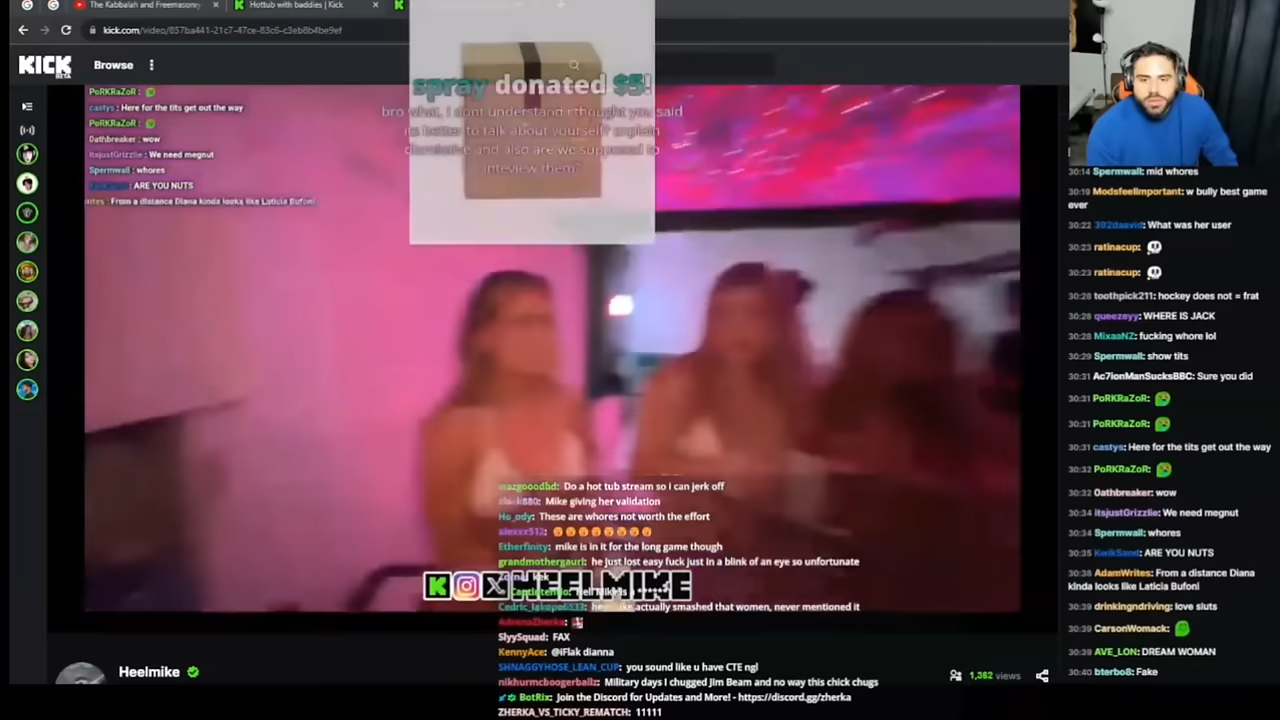 The Kabbalah and Freemasonry
Hottub with baddies | Kick
kick.com/video/857ba441-21c7-47ce-83c6-c3eb8b4be9ef
KICK
BETA
Browse
spray donated $5!
bro what, i dont understand i thought you said
its better to talk about yourself? explain
and also are we supposed to
inteview them?
PoRKRaZoR:
castys: Here for the tits get out the way
PoRKRaZoR:
0athbreaker: wow
itsjustGrizzlie: We need megnut
Spermwall: whores
KwikSand: ARE YOU NUTS
From a distance Diana kinda looks like Laticia Bufoni
wazgooodbd: Do a hot tub stream so i can jerk off
Mike giving her validation
Ho_ody: These are whores not worth the effort
alexxx512:
Etherfinity: mike is in it for the long game though
grandmothergaurl: he just lost easy fuck just in a blink of an eye so unfortunate
HEELMIKE
actually smashed that women, never mentioned it
AdrenoZherka:
SlyySquad: FAX
KennyAce: @iFlak dianna
SHNAGGYHOSE_LEAN_CUP: you sound like u have CTE ngl
nikhurmcboogerballz: Military days I chugged Jim Beam and no way this chick chugs
BotRix: Join the Discord for Updates and More! - https://discord.gg/zherka
ZHERKA_VS_TICKY_REMATCH: 11111
Heelmike
1,362 views
30:14 Spermwall: mid whores
30:19 Modsfeelimportant: w bully best game
ever
30:22 392daavid: What was her user
30:23 ratinacup:
30:23 ratinacup:
30:28 toothpick211: hockey does not = frat
30:28 queezeyy: WHERE IS JACK
30:28 MixaaNZ: fucking whore lol
30:29 Spermwall: show tits
30:31 Ac7ionManSucksBBC: Sure you did
30:31 PoRKRaZoR:
30:31 PoRKRaZoR:
30:31 castys: Here for the tits get out the way
30:32 PoRKRaZoR:
30:32 0athbreaker: wow
30:34 itsjustGrizzlie: We need megnut
30:34 Spermwall: whores
30:35 KwikSand: ARE YOU NUTS
30:38 AdamWrites: From a distance Diana
kinda looks like Laticia Bufoni
30:39 drinkingndriving: love sluts
30:39 CarsonWomack:
30:39 AVE_LON: DREAM WOMAN
30:40 bterbo8: Fake